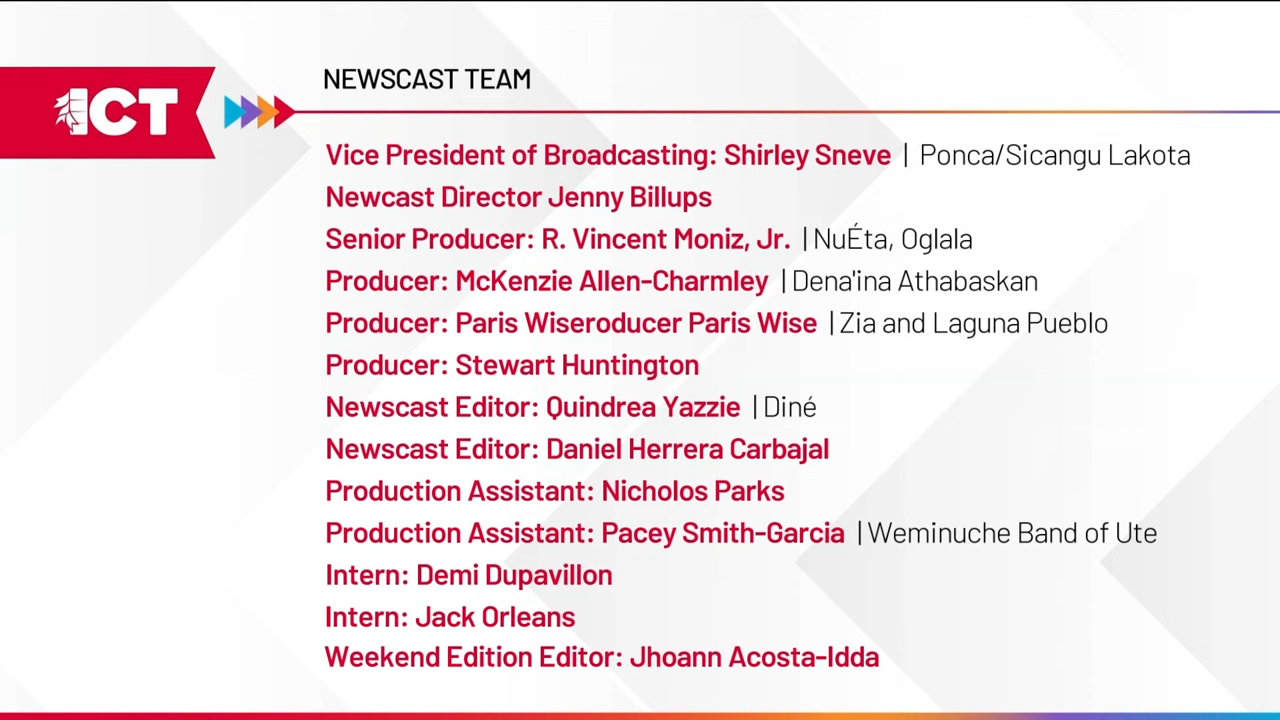 ICT
NEWSCAST TEAM
Vice President of Broadcasting: Shirley Sneve | Ponca/Sicangu Lakota
Newcast Director Jenny Billups
Senior Producer: R. Vincent Moniz, Jr. | NuÉta, Oglala
Producer: McKenzie Allen-Charmley | Dena'ina Athabaskan
Producer: Paris Wiseroducer Paris Wise | Zia and Laguna Pueblo
Producer: Stewart Huntington
Newscast Editor: Quindrea Yazzie | Diné
Newscast Editor: Daniel Herrera Carbajal
Production Assistant: Nicholos Parks
Production Assistant: Pacey Smith-Garcia | Weminuche Band of Ute
Intern: Demi Dupavillon
Intern: Jack Orleans
Weekend Edition Editor: Jhoann Acosta-Idda